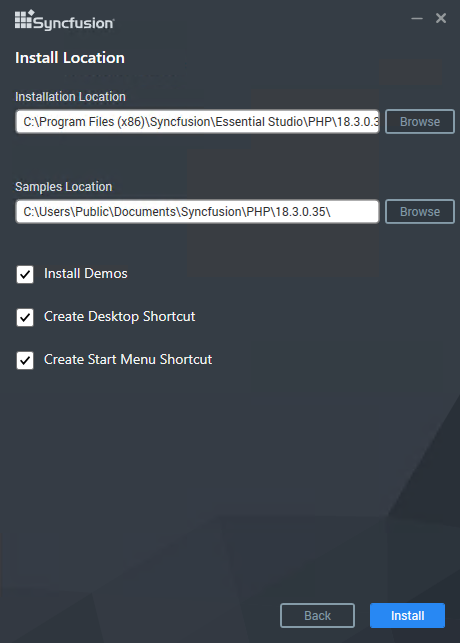 Syncfusion
Install Location
Installation Location
C:\Program Files (x86)\Syncfusion\Essential Studio\PHP\18.3.0.3
Browse
Samples Location
C:\Users\Public\Documents\Syncfusion\PHP\18.3.0.35\
Browse
Install Demos
Create Desktop Shortcut
Create Start Menu Shortcut
Back
Install